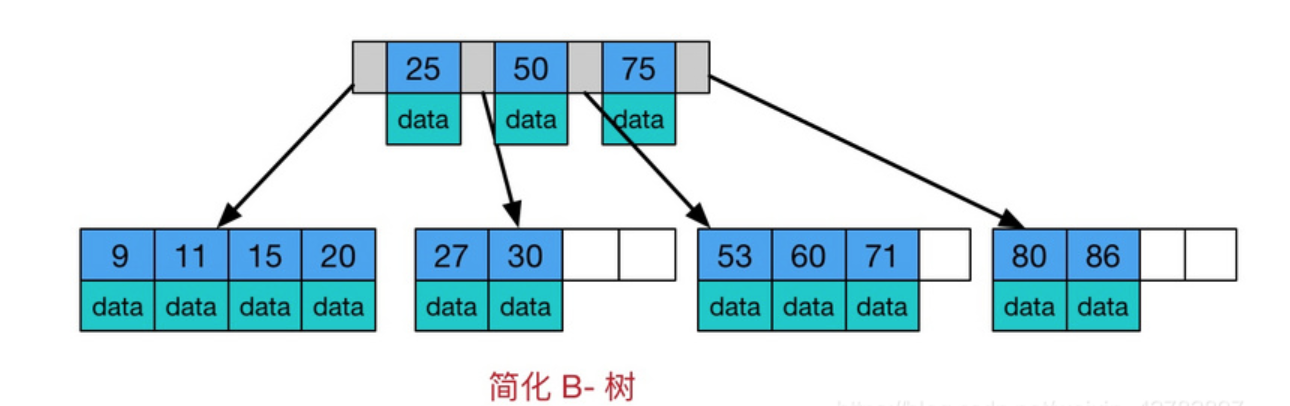 25 50 75
data data data
9 11 15 20 27 30 53 60 71 80 86
data data data data data data data data data data data
简化 B- 树